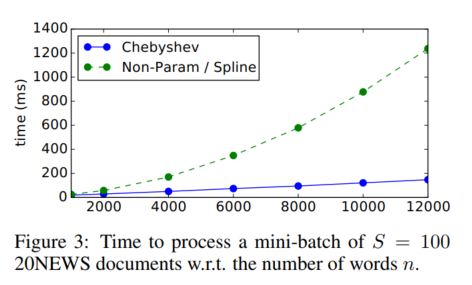 1400
1200
1000
800
600
400
200
0
time (ms)
Chebyshev
Non-Param / Spline
2000 4000 6000 8000 10000 12000
Figure 3: Time to process a mini-batch of S = 100
20NEWS documents w.r.t. the number of words n.